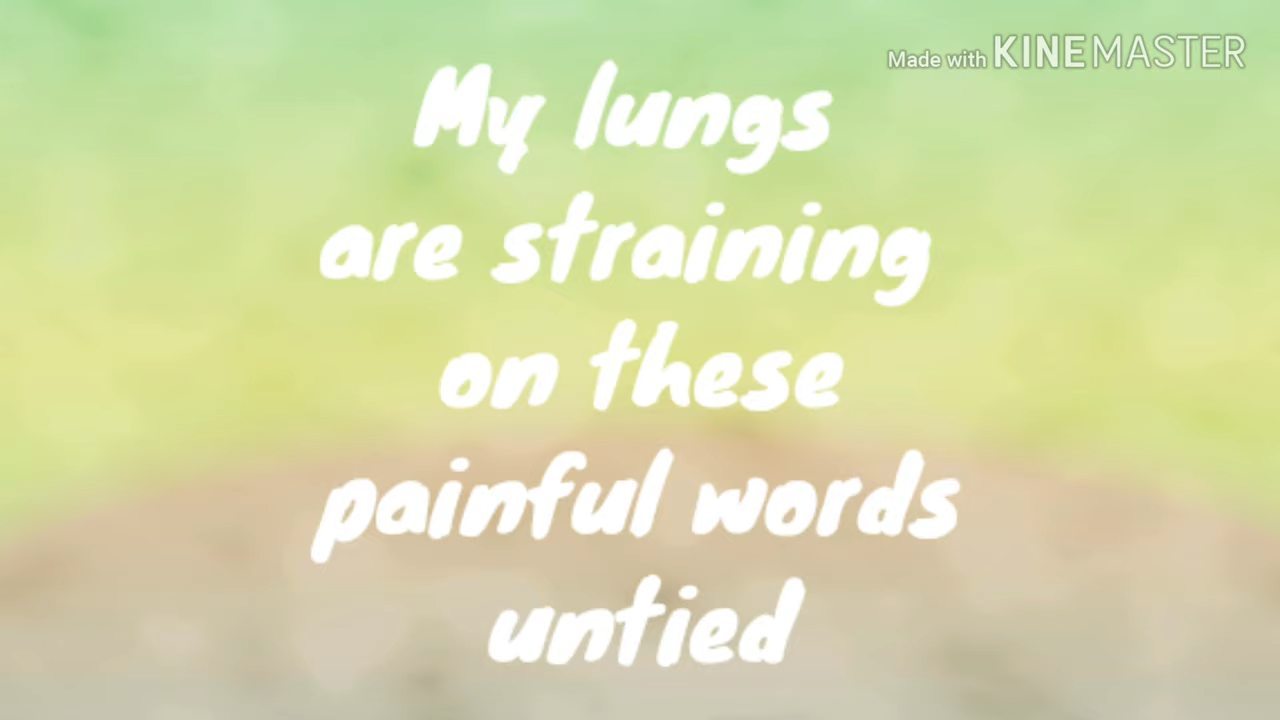 Made with KINEMASTER
My lungs
are straining
on these
painful words
untied